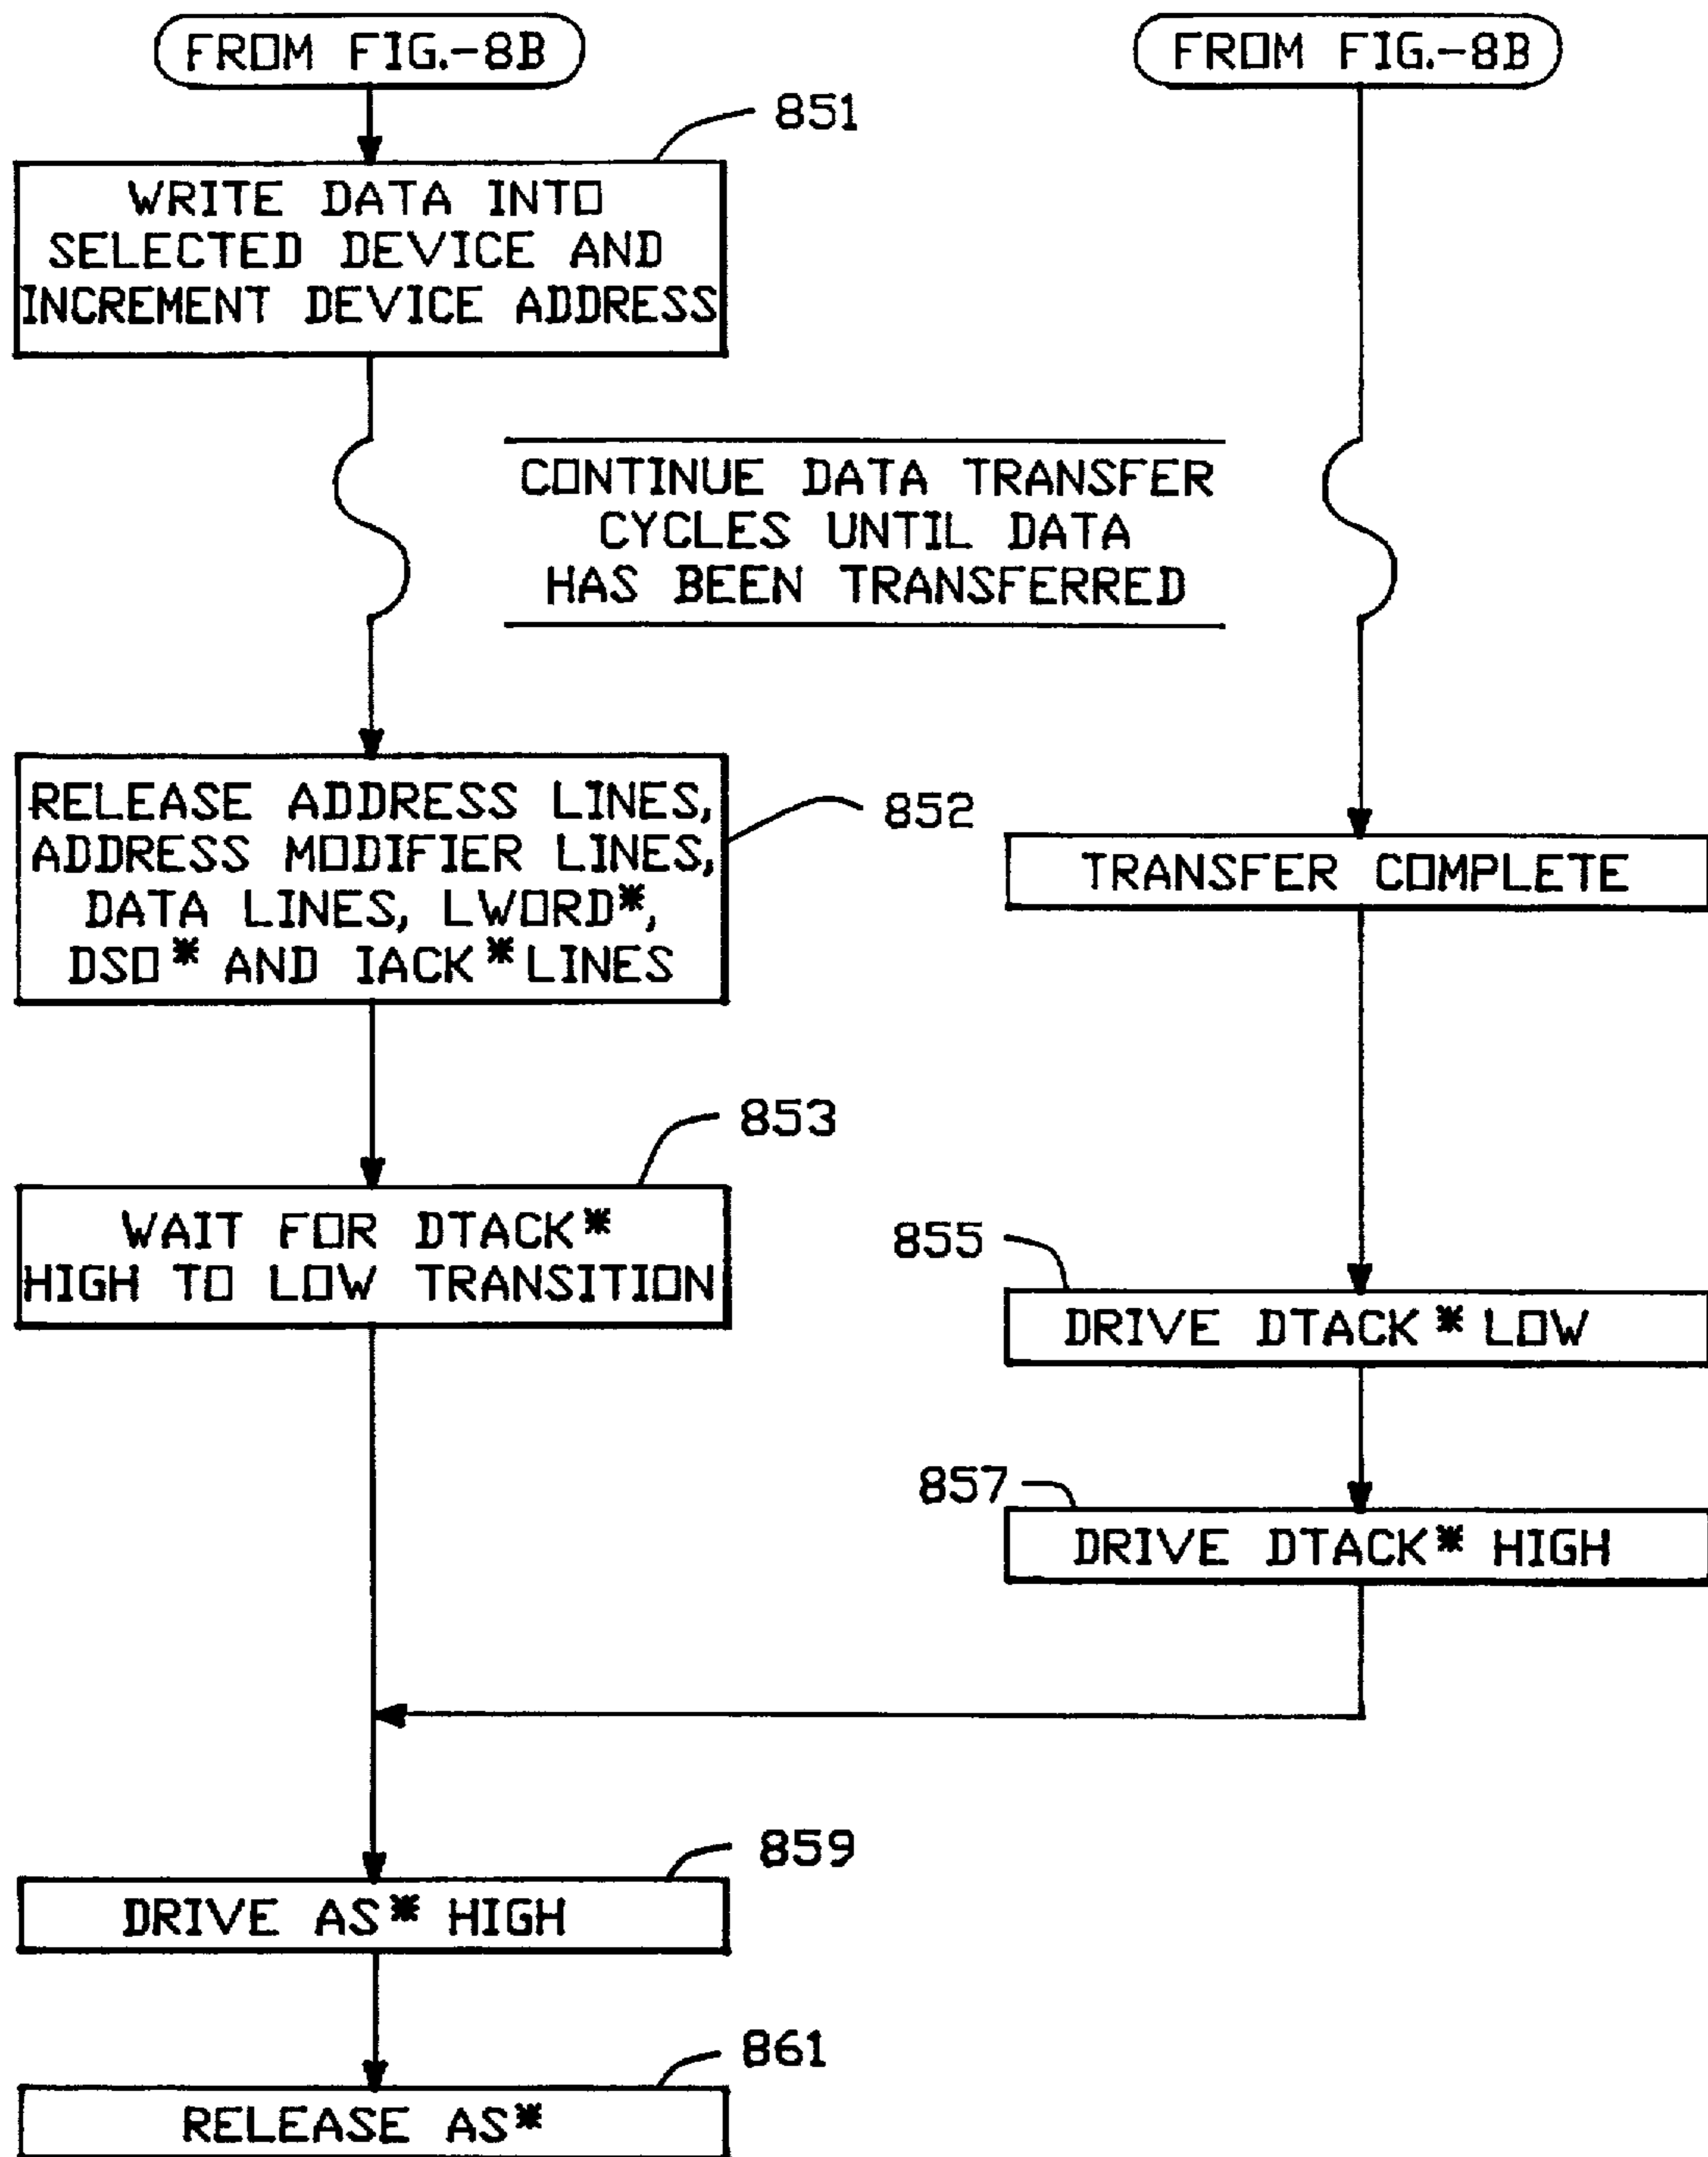 FROM FIG.-8B
FROM FIG.-8B
851
WRITE DATA INTO
SELECTED DEVICE AND
INCREMENT DEVICE ADDRESS
CONTINUE DATA TRANSFER
CYCLES UNTIL DATA
HAS BEEN TRANSFERRED
RELEASE ADDRESS LINES,
ADDRESS MODIFIER LINES,
DATA LINES, LWORD*,
DSO* AND IACK* LINES
852
TRANSFER COMPLETE
853
WAIT FOR DTACK*
HIGH TO LOW TRANSITION
855
DRIVE DTACK* LOW
857
DRIVE DTACK* HIGH
859
DRIVE AS* HIGH
861
RELEASE AS*